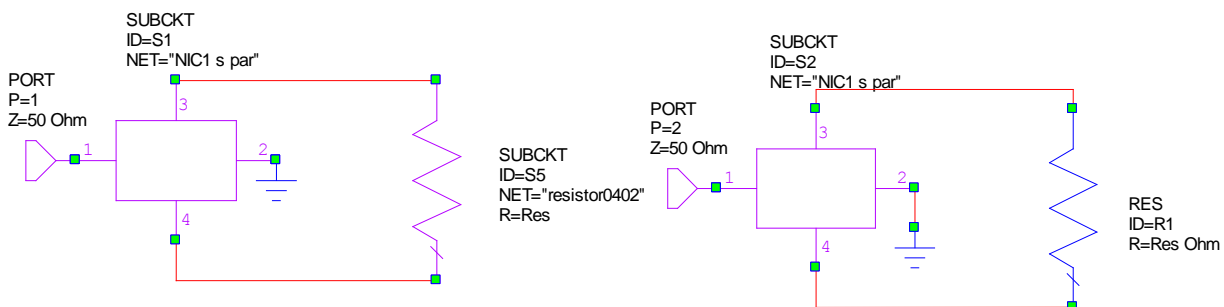 SUBCKT
ID=S1
NET="NIC1 s par"
PORT
P=1
Z=50 Ohm
3
1
2
4
SUBCKT
ID=S5
NET="resistor0402"
R=Res
SUBCKT
ID=S2
NET="NIC1 s par"
PORT
P=2
Z=50 Ohm
3
1
2
4
RES
ID=R1
R=Res Ohm